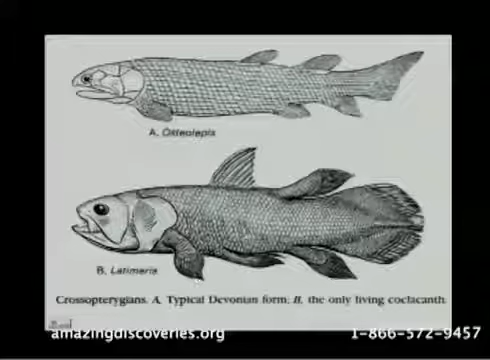 A. Osteolepis
B. Latimeria
Crossopterygians. A, Typical Devonian form; B, the only living coelacanth.
amazingdiscoveries.org 1-866-572-9457